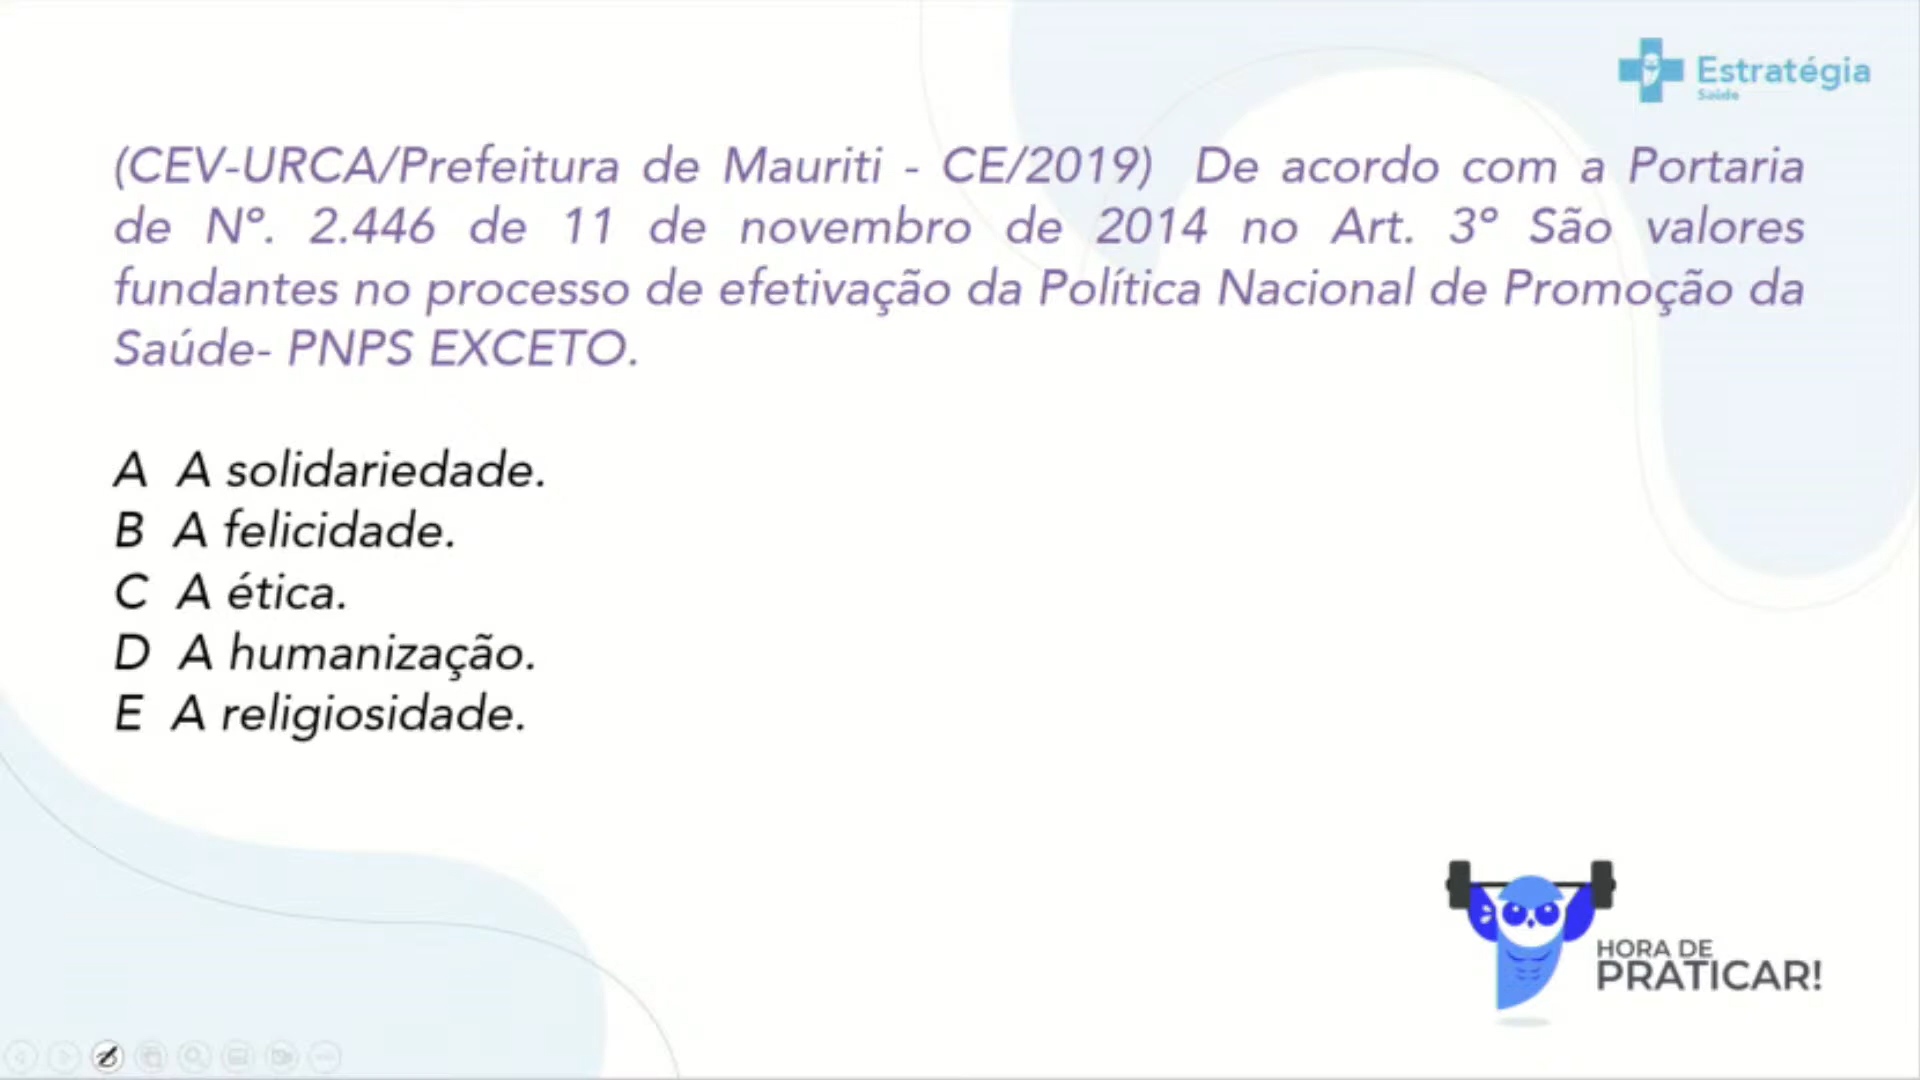 Estratégia
Saúde
(CEV-URCA/Prefeitura de Mauriti - CE/2019) De acordo com a Portaria
de Nº. 2.446 de 11 de novembro de 2014 no Art. 3º São valores
fundantes no processo de efetivação da Política Nacional de Promoção da
Saúde- PNPS EXCETO.
A A solidariedade.
B A felicidade.
C A ética.
D A humanização.
E A religiosidade.
HORA DE
PRATICAR!